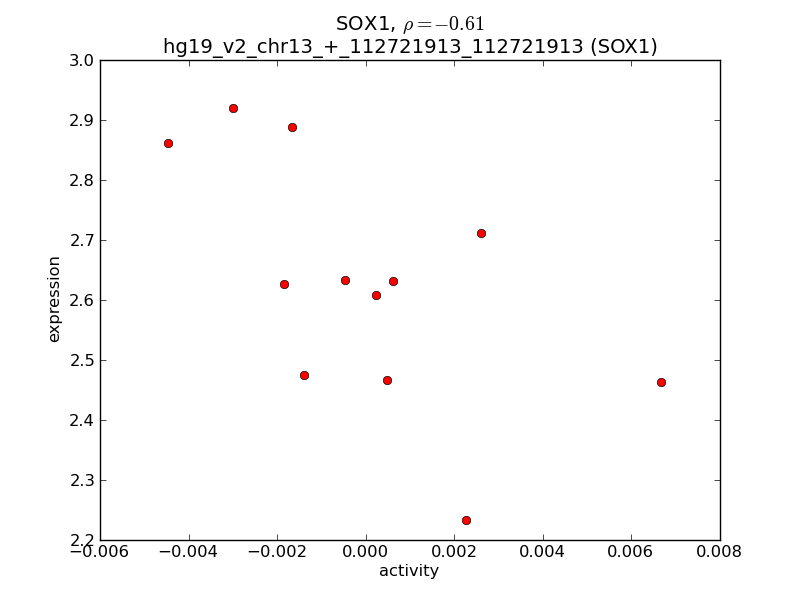 SOX1, ρ = −0.61
hg19_v2_chr13_+_112721913_112721913 (SOX1)
3.0
2.9
2.8
2.7
2.6
2.5
2.4
2.3
2.2
expression
−0.006 −0.004 −0.002 0.000 0.002 0.004 0.006 0.008
activity